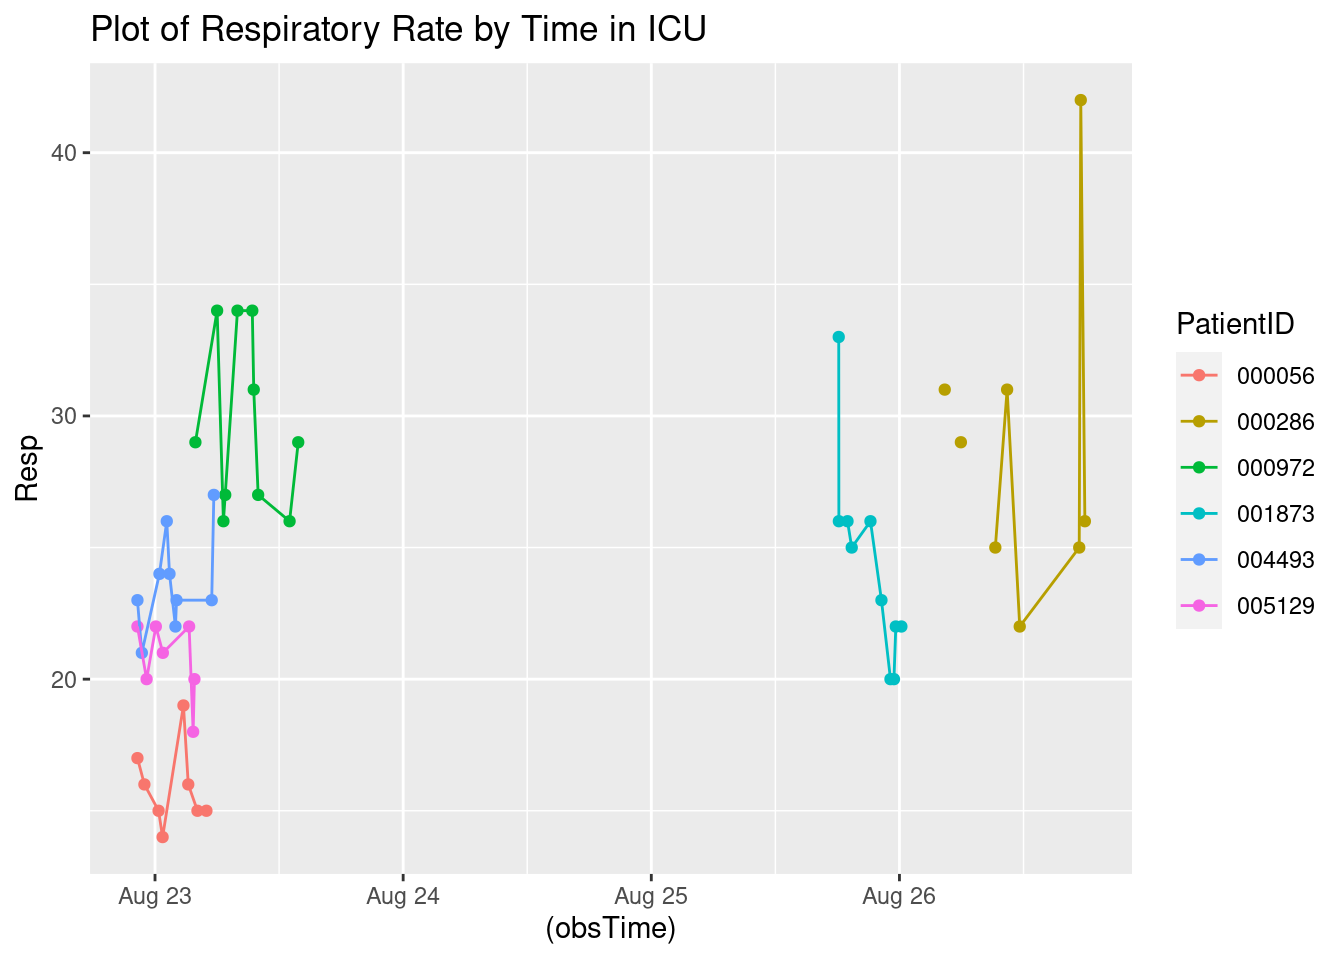 Plot of Respiratory Rate by Time in ICU
40
30
20
Resp
Aug 23
Aug 24
Aug 25
Aug 26
(obsTime)
PatientID
000056
000286
000972
001873
004493
005129